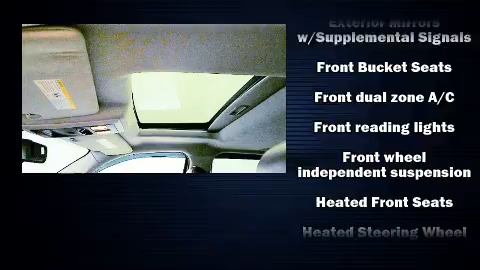 Exterior Mirrors
w/Supplemental Signals
Front Bucket Seats
Front dual zone A/C
Front reading lights
Front wheel
independent suspension
Heated Front Seats
Heated Steering Wheel